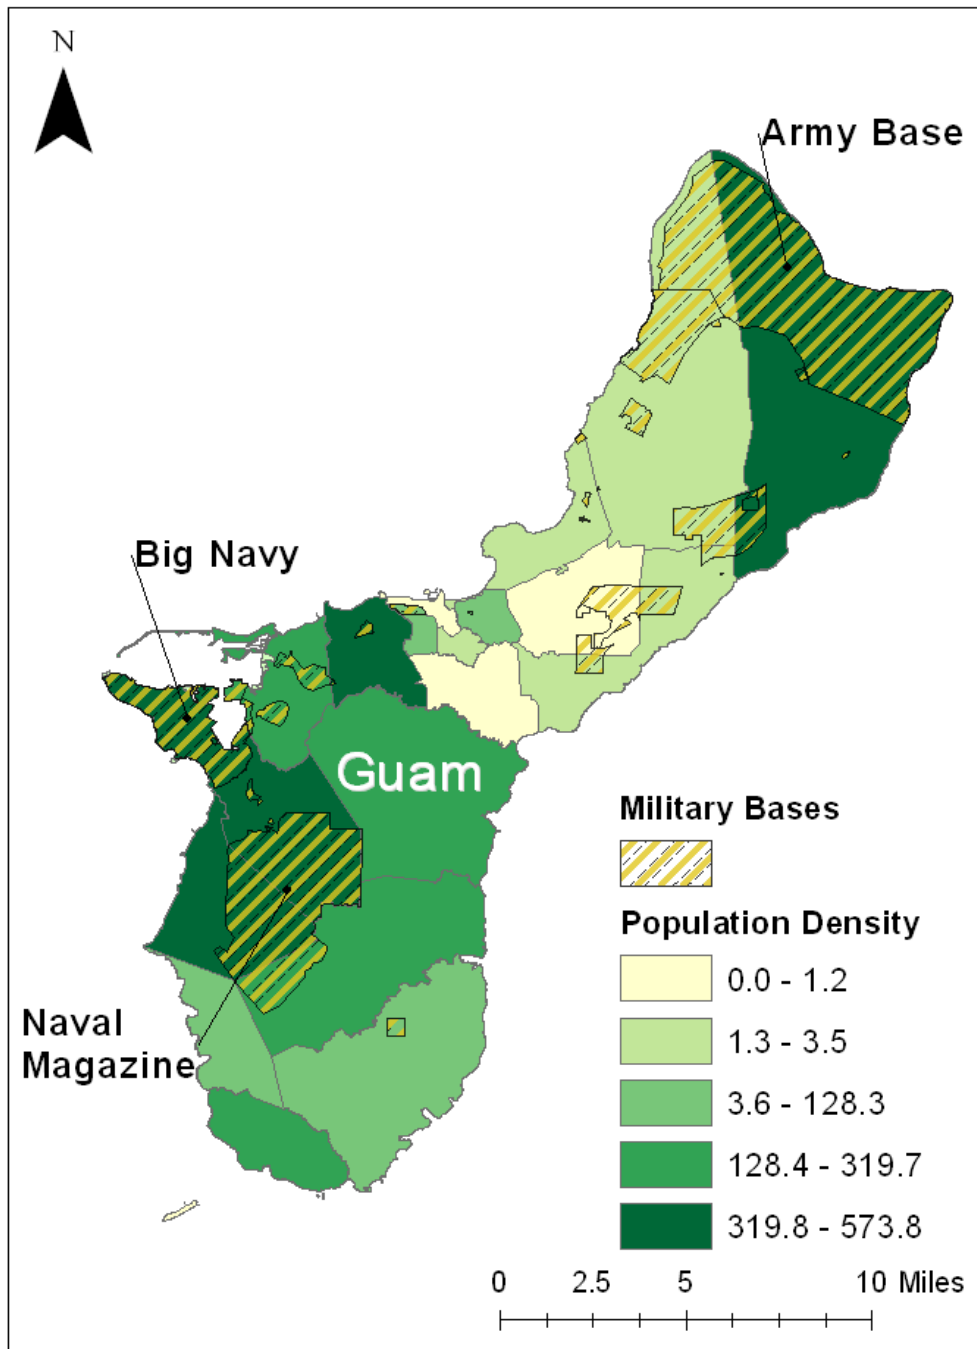 N
Army Base
Big Navy
Guam
Naval
Magazine
Military Bases
Population Density
0.0 - 1.2
1.3 - 3.5
3.6 - 128.3
128.4 - 319.7
319.8 - 573.8
0 2.5 5 10 Miles